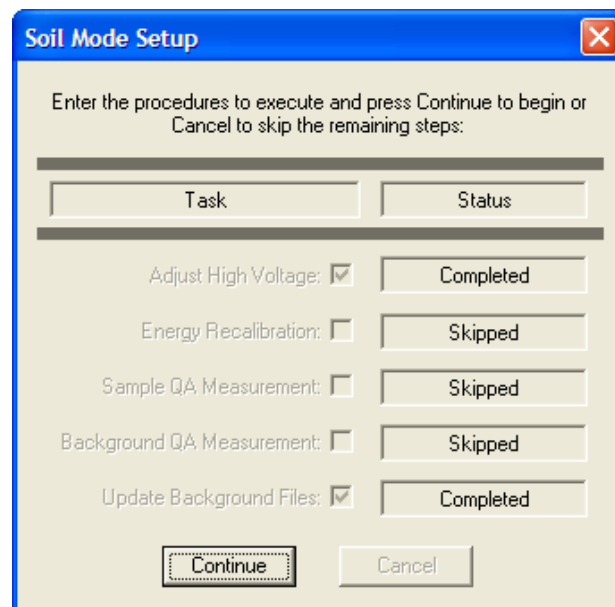 Soil Mode Setup
Enter the procedures to execute and press Continue to begin or
Cancel to skip the remaining steps:
Task Status
Adjust High Voltage: Completed
Energy Recalibration: Skipped
Sample QA Measurement: Skipped
Background QA Measurement: Skipped
Update Background Files: Completed
Continue Cancel